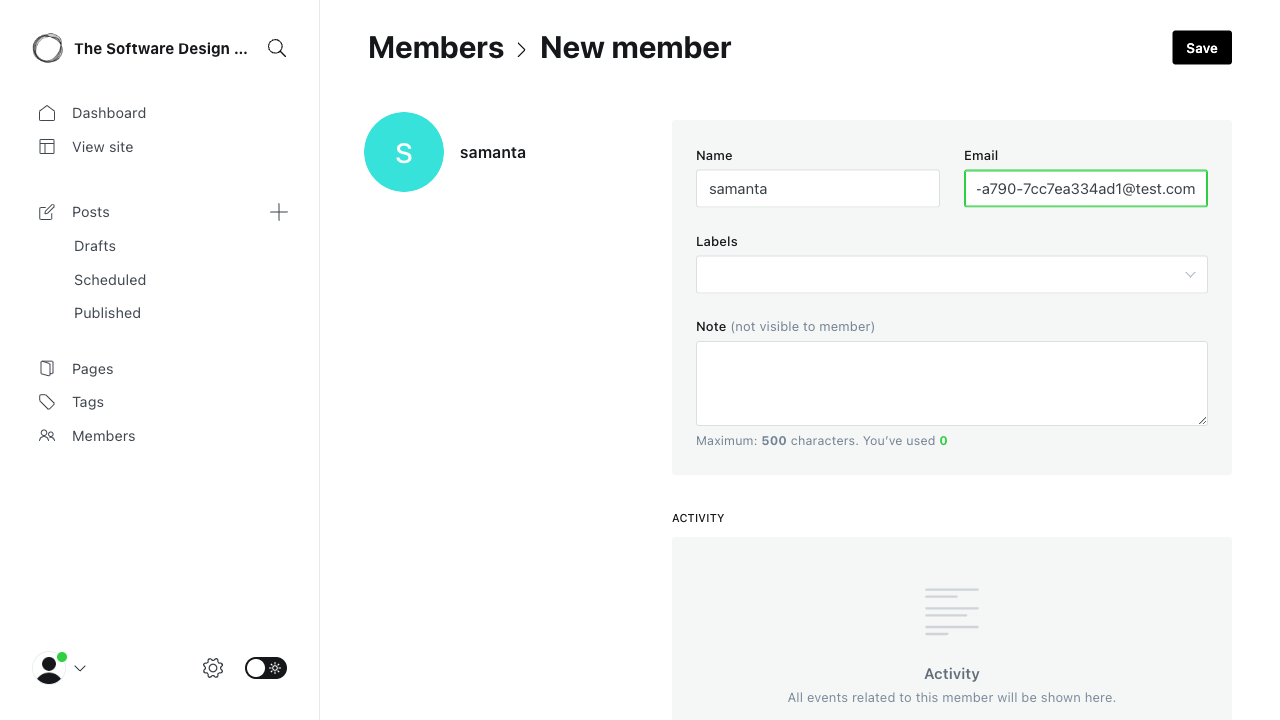 The Software Design ...
Dashboard
View site
Posts
Drafts
Scheduled
Published
Pages
Tags
Members
Members > New member
Save
S
samanta
Name
samanta
Email
-a790-7cc7ea334ad1@test.com
Labels
Note (not visible to member)
Maximum: 500 characters. You’ve used 0
ACTIVITY
Activity
All events related to this member will be shown here.